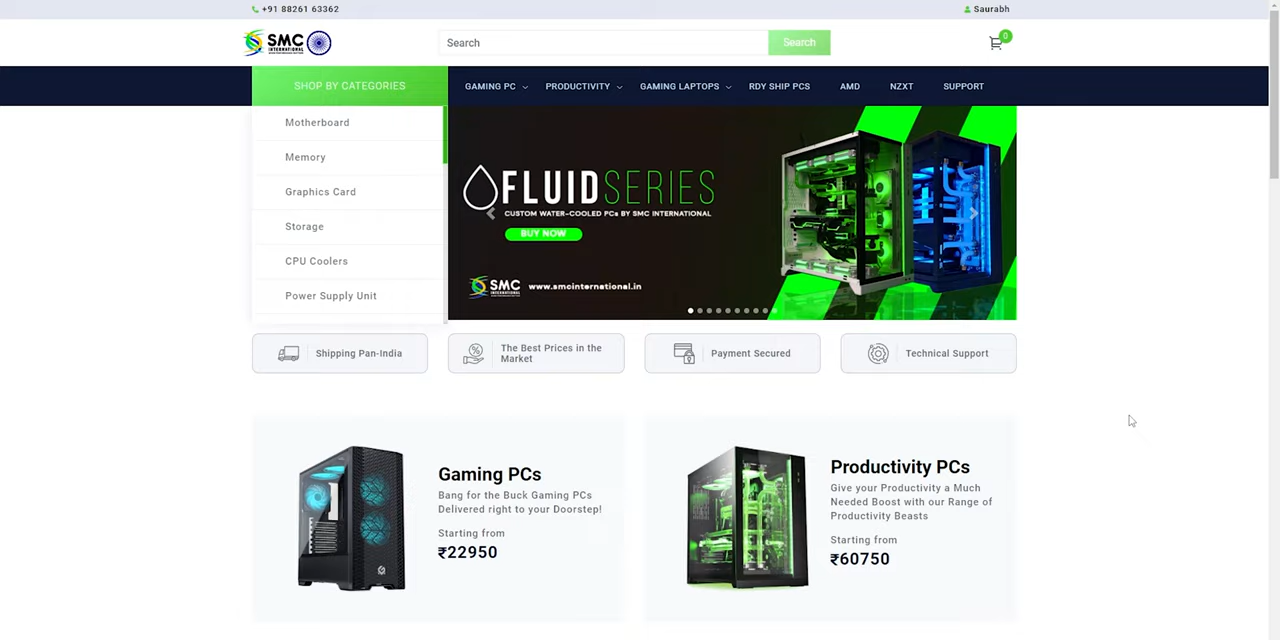 +91 88261 63362
Saurabh
SMC
INTERNATIONAL
Search
Search
0
SHOP BY CATEGORIES
GAMING PC
PRODUCTIVITY
GAMING LAPTOPS
RDY SHIP PCS
AMD
NZXT
SUPPORT
Motherboard
Memory
Graphics Card
Storage
CPU Coolers
Power Supply Unit
FLUIDSERIES
CUSTOM WATER-COOLED PCs BY SMC INTERNATIONAL
BUY NOW
SMC
INTERNATIONAL
www.smcinternational.in
Shipping Pan-India
The Best Prices in the
Market
Payment Secured
Technical Support
Gaming PCs
Bang for the Buck Gaming PCs
Delivered right to your Doorstep!
Starting from
₹22950
Productivity PCs
Give your Productivity a Much
Needed Boost with our Range of
Productivity Beasts
Starting from
₹60750